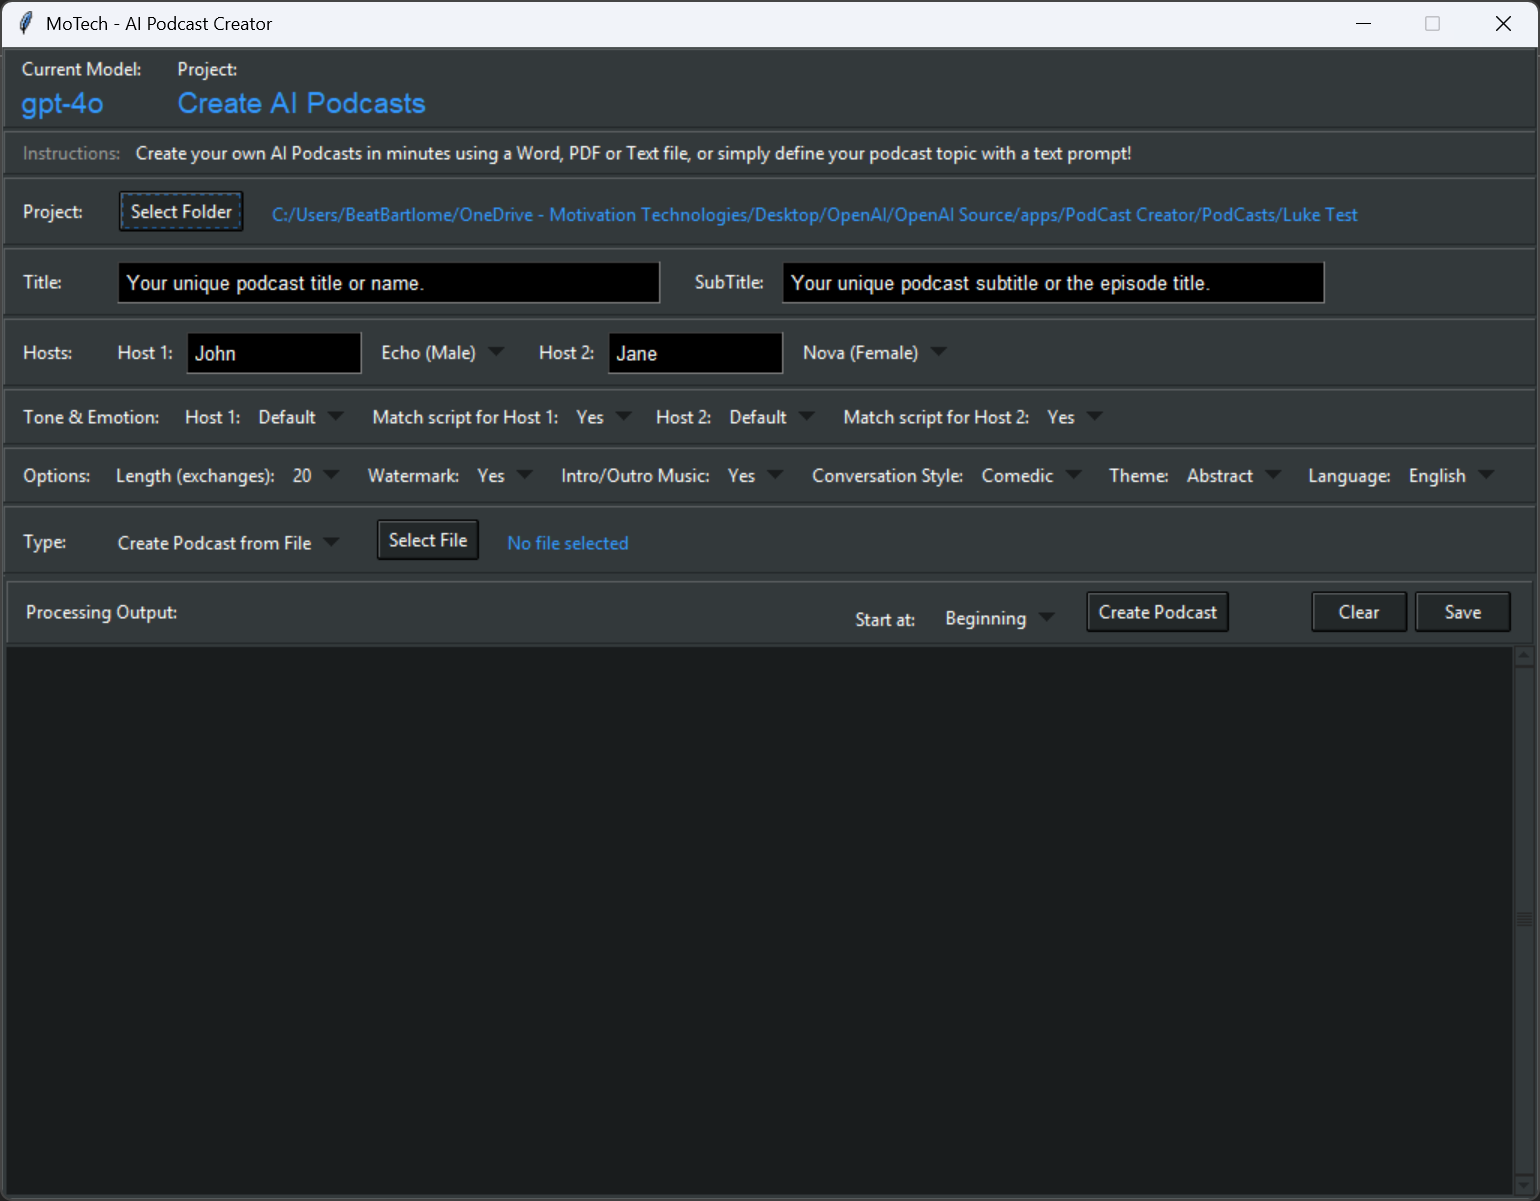 MoTech - AI Podcast Creator
Current Model: Project:
gpt-4o Create AI Podcasts
Instructions: Create your own AI Podcasts in minutes using a Word, PDF or Text file, or simply define your podcast topic with a text prompt!
Project: Select Folder C:/Users/BeatBartlome/OneDrive - Motivation Technologies/Desktop/OpenAI/OpenAI Source/apps/PodCast Creator/PodCasts/Luke Test
Title: Your unique podcast title or name. SubTitle: Your unique podcast subtitle or the episode title.
Hosts: Host 1: John Echo (Male) Host 2: Jane Nova (Female)
Tone & Emotion: Host 1: Default Match script for Host 1: Yes Host 2: Default Match script for Host 2: Yes
Options: Length (exchanges): 20 Watermark: Yes Intro/Outro Music: Yes Conversation Style: Comedic Theme: Abstract Language: English
Type: Create Podcast from File Select File No file selected
Processing Output: Start at: Beginning Create Podcast Clear Save